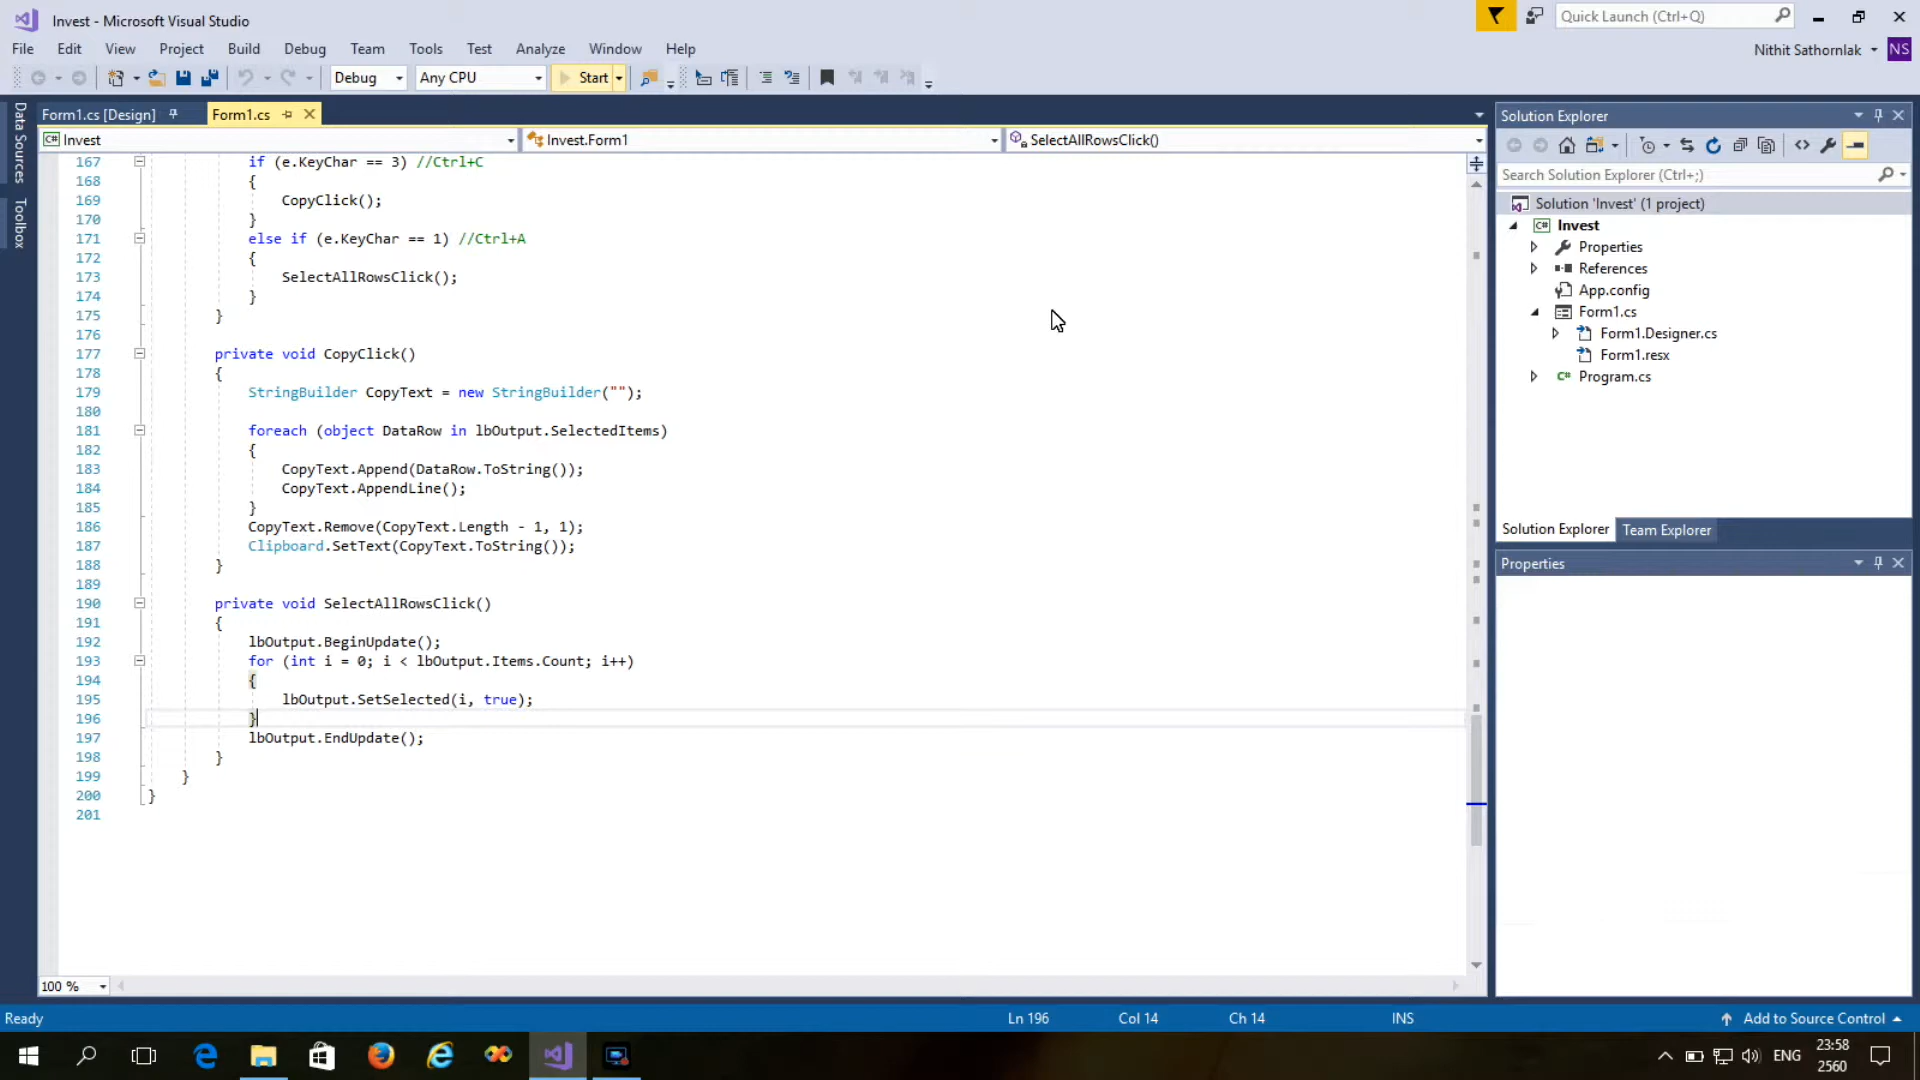 Invest - Microsoft Visual Studio
Quick Launch (Ctrl+Q)
File Edit View Project Build Debug Team Tools Test Analyze Window Help
Nithit Sathornlak NS
Debug Any CPU Start
Data Sources
Toolbox
Form1.cs [Design] Form1.cs
C# Invest Invest.Form1 SelectAllRowsClick()
167 if (e.KeyChar == 3) //Ctrl+C
168 {
169 CopyClick();
170 }
171 else if (e.KeyChar == 1) //Ctrl+A
172 {
173 SelectAllRowsClick();
174 }
175 }
176
177 private void CopyClick()
178 {
179 StringBuilder CopyText = new StringBuilder("");
180
181 foreach (object DataRow in lbOutput.SelectedItems)
182 {
183 CopyText.Append(DataRow.ToString());
184 CopyText.AppendLine();
185 }
186 CopyText.Remove(CopyText.Length - 1, 1);
187 Clipboard.SetText(CopyText.ToString());
188 }
189
190 private void SelectAllRowsClick()
191 {
192 lbOutput.BeginUpdate();
193 for (int i = 0; i < lbOutput.Items.Count; i++)
194 {
195 lbOutput.SetSelected(i, true);
196 }
197 lbOutput.EndUpdate();
198 }
199 }
200 }
201
100 %
Solution Explorer
Search Solution Explorer (Ctrl+;)
Solution 'Invest' (1 project)
C# Invest
Properties
References
App.config
Form1.cs
Form1.Designer.cs
Form1.resx
C# Program.cs
Solution Explorer Team Explorer
Properties
Ready Ln 196 Col 14 Ch 14 INS Add to Source Control
ENG 23:58
2560